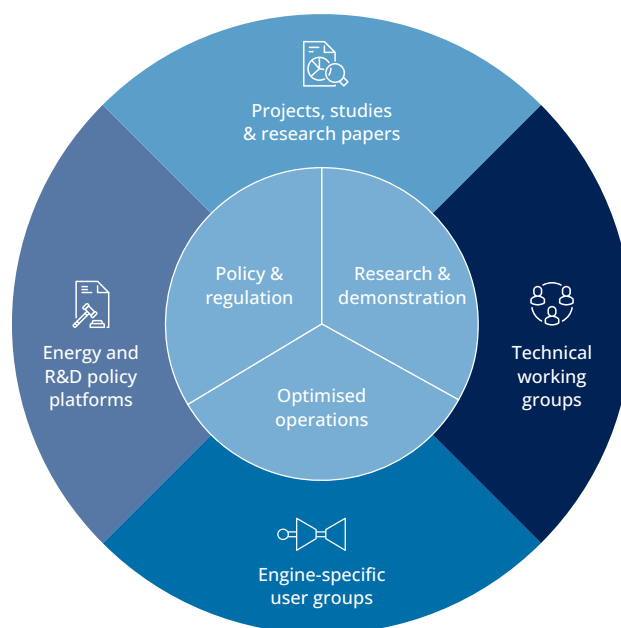 Projects, studies
& research papers
Policy &
regulation
Research &
demonstration
Energy and
R&D policy
platforms
Technical
working
groups
Optimised
operations
Engine-specific
user groups